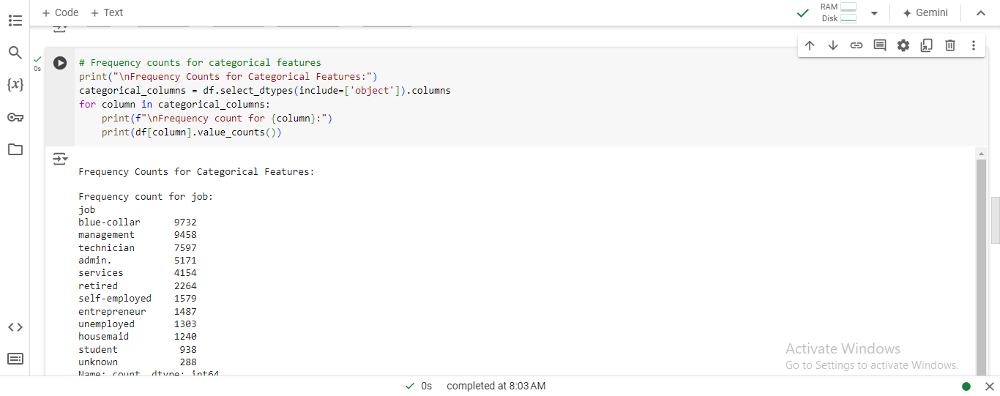 + Code + Text
RAM
Disk
Gemini
{x}
0s
# Frequency counts for categorical features
print("\nFrequency Counts for Categorical Features:")
categorical_columns = df.select_dtypes(include=['object']).columns
for column in categorical_columns:
    print(f"\nFrequency count for {column}:")
    print(df[column].value_counts())
Frequency Counts for Categorical Features:
Frequency count for job:
job
blue-collar 9732
management 9458
technician 7597
admin. 5171
services 4154
retired 2264
self-employed 1579
entrepreneur 1487
unemployed 1303
housemaid 1240
student 938
unknown 288
Name: count, dtype: int64
Activate Windows
Go to Settings to activate Windows.
0s completed at 8:03 AM